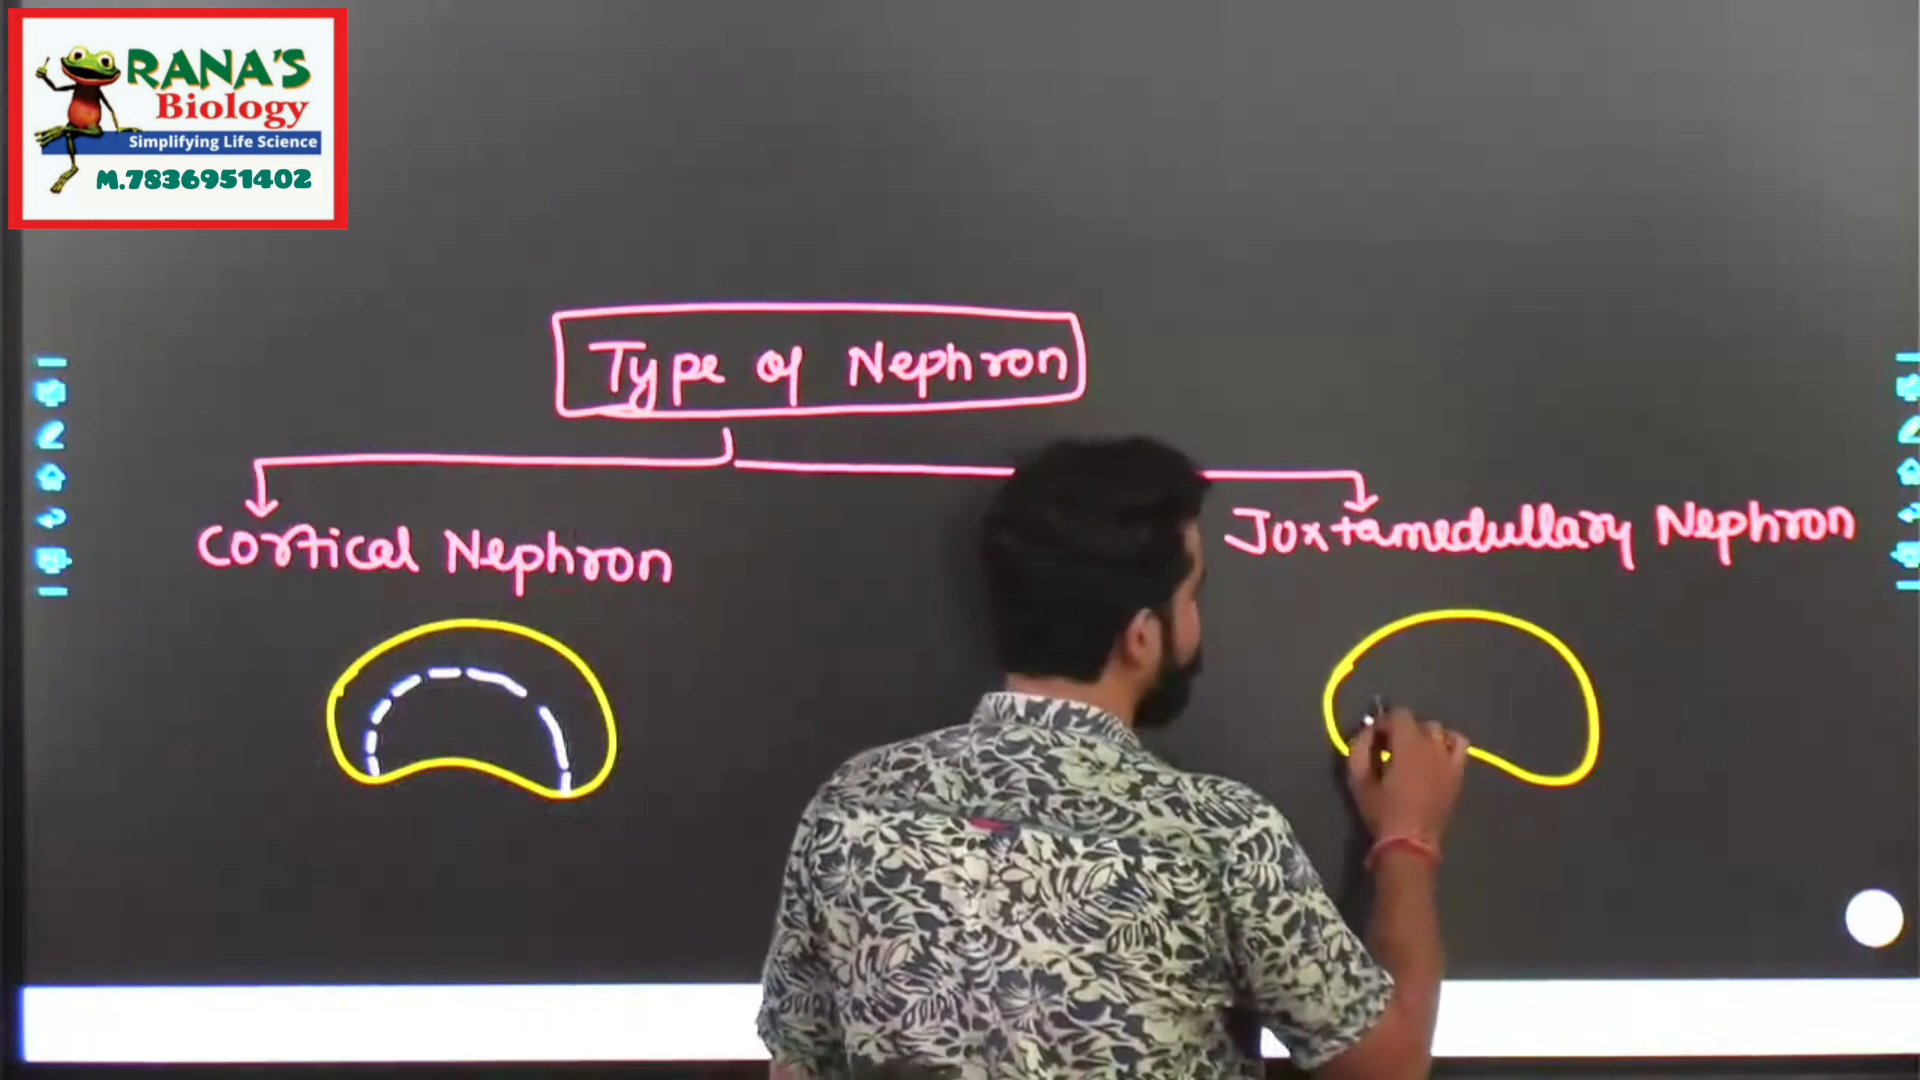 RANA'S
Biology
Simplifying Life Science
M.7836951402
Type of Nephron
Cortical Nephron
Juxtamedullary Nephron